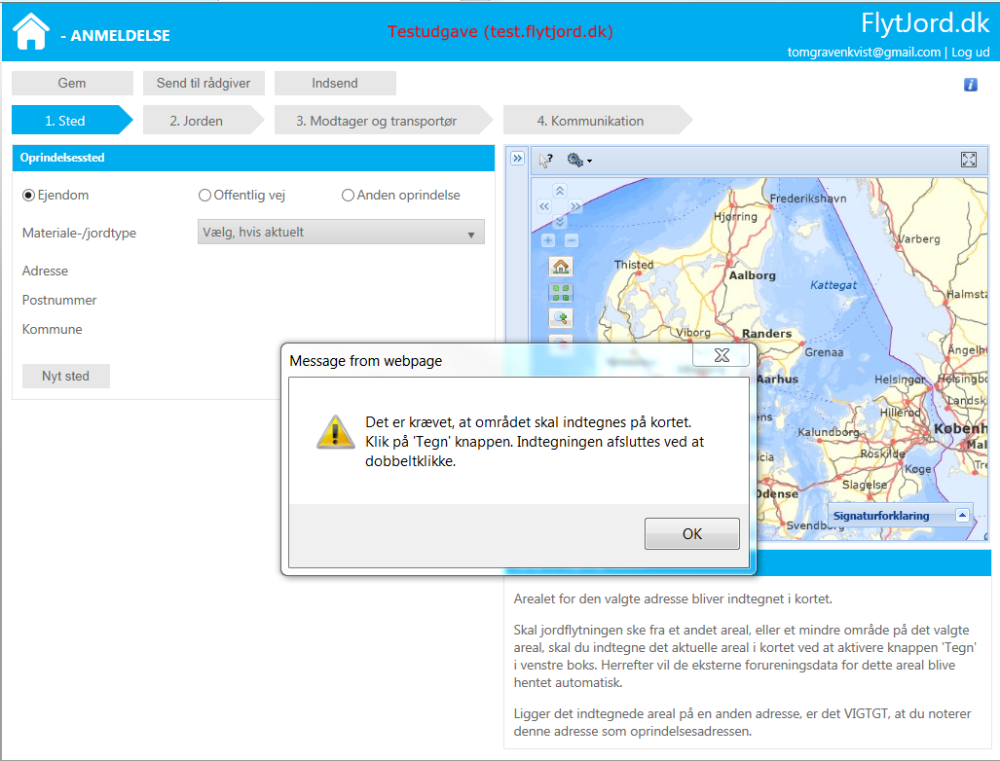 - ANMELDELSE
Testudgave (test.flytjord.dk)
FlytJord.dk
tomgravenkvist@gmail.com | Log ud
Gem
Send til rådgiver
Indsend
1. Sted
2. Jorden
3. Modtager og transportør
4. Kommunikation
Oprindelsessted
Ejendom
Offentlig vej
Anden oprindelse
Materiale-/jordtype
Vælg, hvis aktuelt
Adresse
Postnummer
Kommune
Nyt sted
Frederikshavn
Hjørring
Varberg
Thisted
Aalborg
Kattegat
Halmsta
Viborg
Randers
Grenaa
Ängelh
Aarhus
Helsingør
Helsingb
Landsk
Hillerød
Kalundborg
Københ
Mal
Roskilde
Tre
Køge
Slagelse
Odense
Svendborg
Signaturforklaring
Message from webpage
Det er krævet, at området skal indtegnes på kortet.
Klik på 'Tegn' knappen. Indtegningen afsluttes ved at
dobbeltklikke.
OK
Arealet for den valgte adresse bliver indtegnet i kortet.
Skal jordflytningen ske fra et andet areal, eller et mindre område på det valgte
areal, skal du indtegne det aktuelle areal i kortet ved at aktivere knappen 'Tegn'
i venstre boks. Herrefter vil de eksterne forureningsdata for dette areal blive
hentet automatisk.
Ligger det indtegnede areal på en anden adresse, er det VIGTGT, at du noterer
denne adresse som oprindelsesadressen.